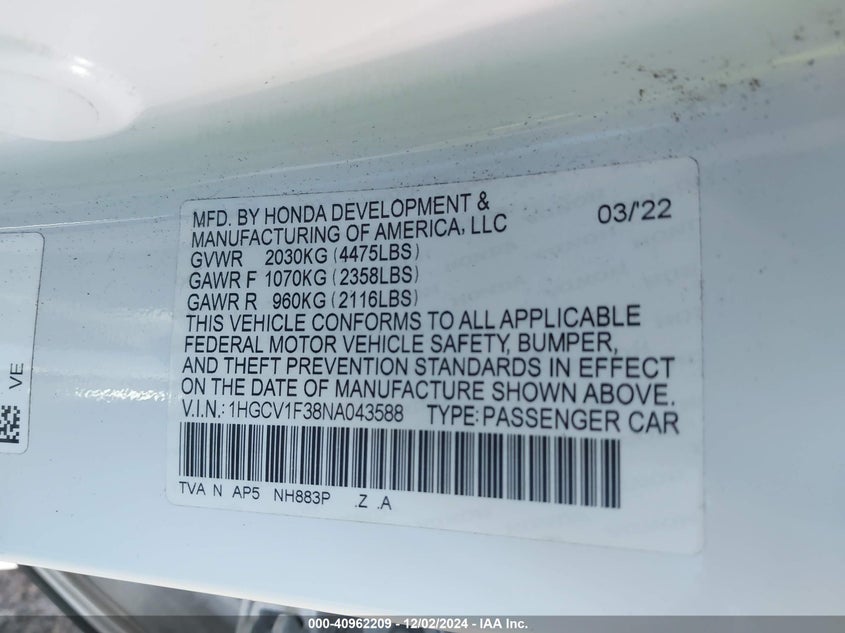 MFD. BY HONDA DEVELOPMENT &
MANUFACTURING OF AMERICA, LLC
03/'22
GVWR 2030KG (4475LBS)
GAWR F 1070KG (2358LBS)
GAWR R 960KG (2116LBS)
THIS VEHICLE CONFORMS TO ALL APPLICABLE
FEDERAL MOTOR VEHICLE SAFETY, BUMPER,
AND THEFT PREVENTION STANDARDS IN EFFECT
ON THE DATE OF MANUFACTURE SHOWN ABOVE.
V.I.N.: 1HGCV1F38NA043588 TYPE: PASSENGER CAR
TVA N AP5 NH883P .Z .A
VE
000-40962209 - 12/02/2024 - IAA Inc.